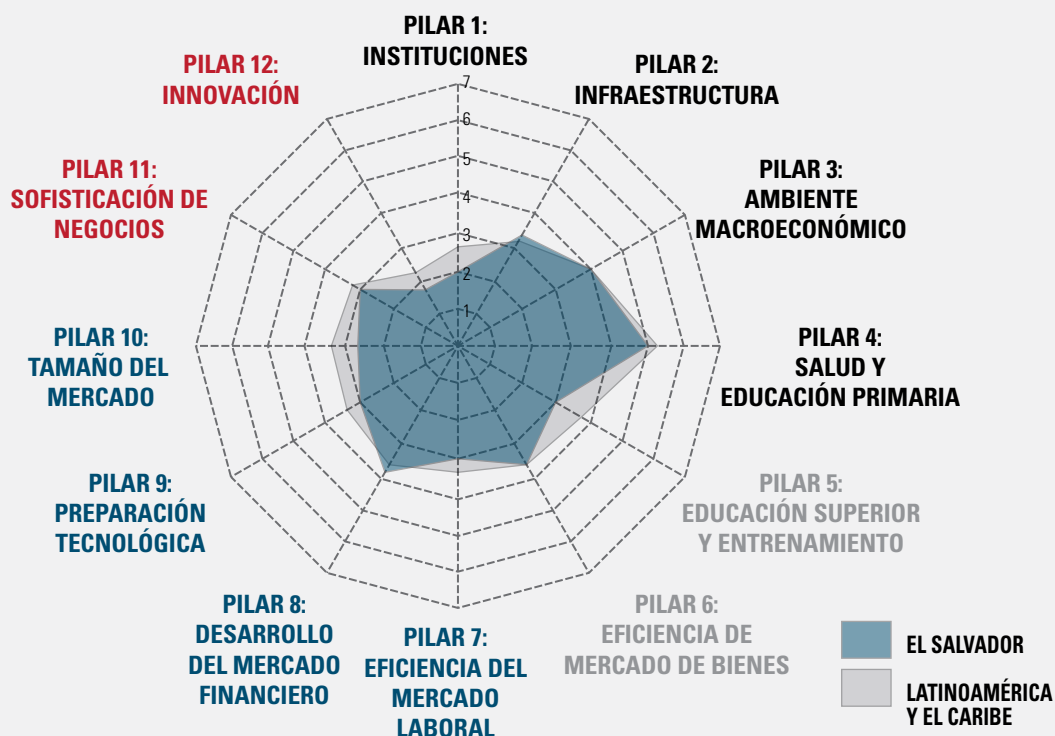 PILAR 1:
INSTITUCIONES
PILAR 2:
INFRAESTRUCTURA
PILAR 3:
AMBIENTE
MACROECONÓMICO
PILAR 4:
SALUD Y
EDUCACIÓN PRIMARIA
PILAR 5:
EDUCACIÓN SUPERIOR
Y ENTRENAMIENTO
PILAR 6:
EFICIENCIA DE
MERCADO DE BIENES
PILAR 7:
EFICIENCIA DEL
MERCADO
LABORAL
PILAR 8:
DESARROLLO
DEL MERCADO
FINANCIERO
PILAR 9:
PREPARACIÓN
TECNOLÓGICA
PILAR 10:
TAMAÑO DEL
MERCADO
PILAR 11:
SOFISTICACIÓN DE
NEGOCIOS
PILAR 12:
INNOVACIÓN
7
6
5
4
3
2
1
EL SALVADOR
LATINOAMÉRICA
Y EL CARIBE